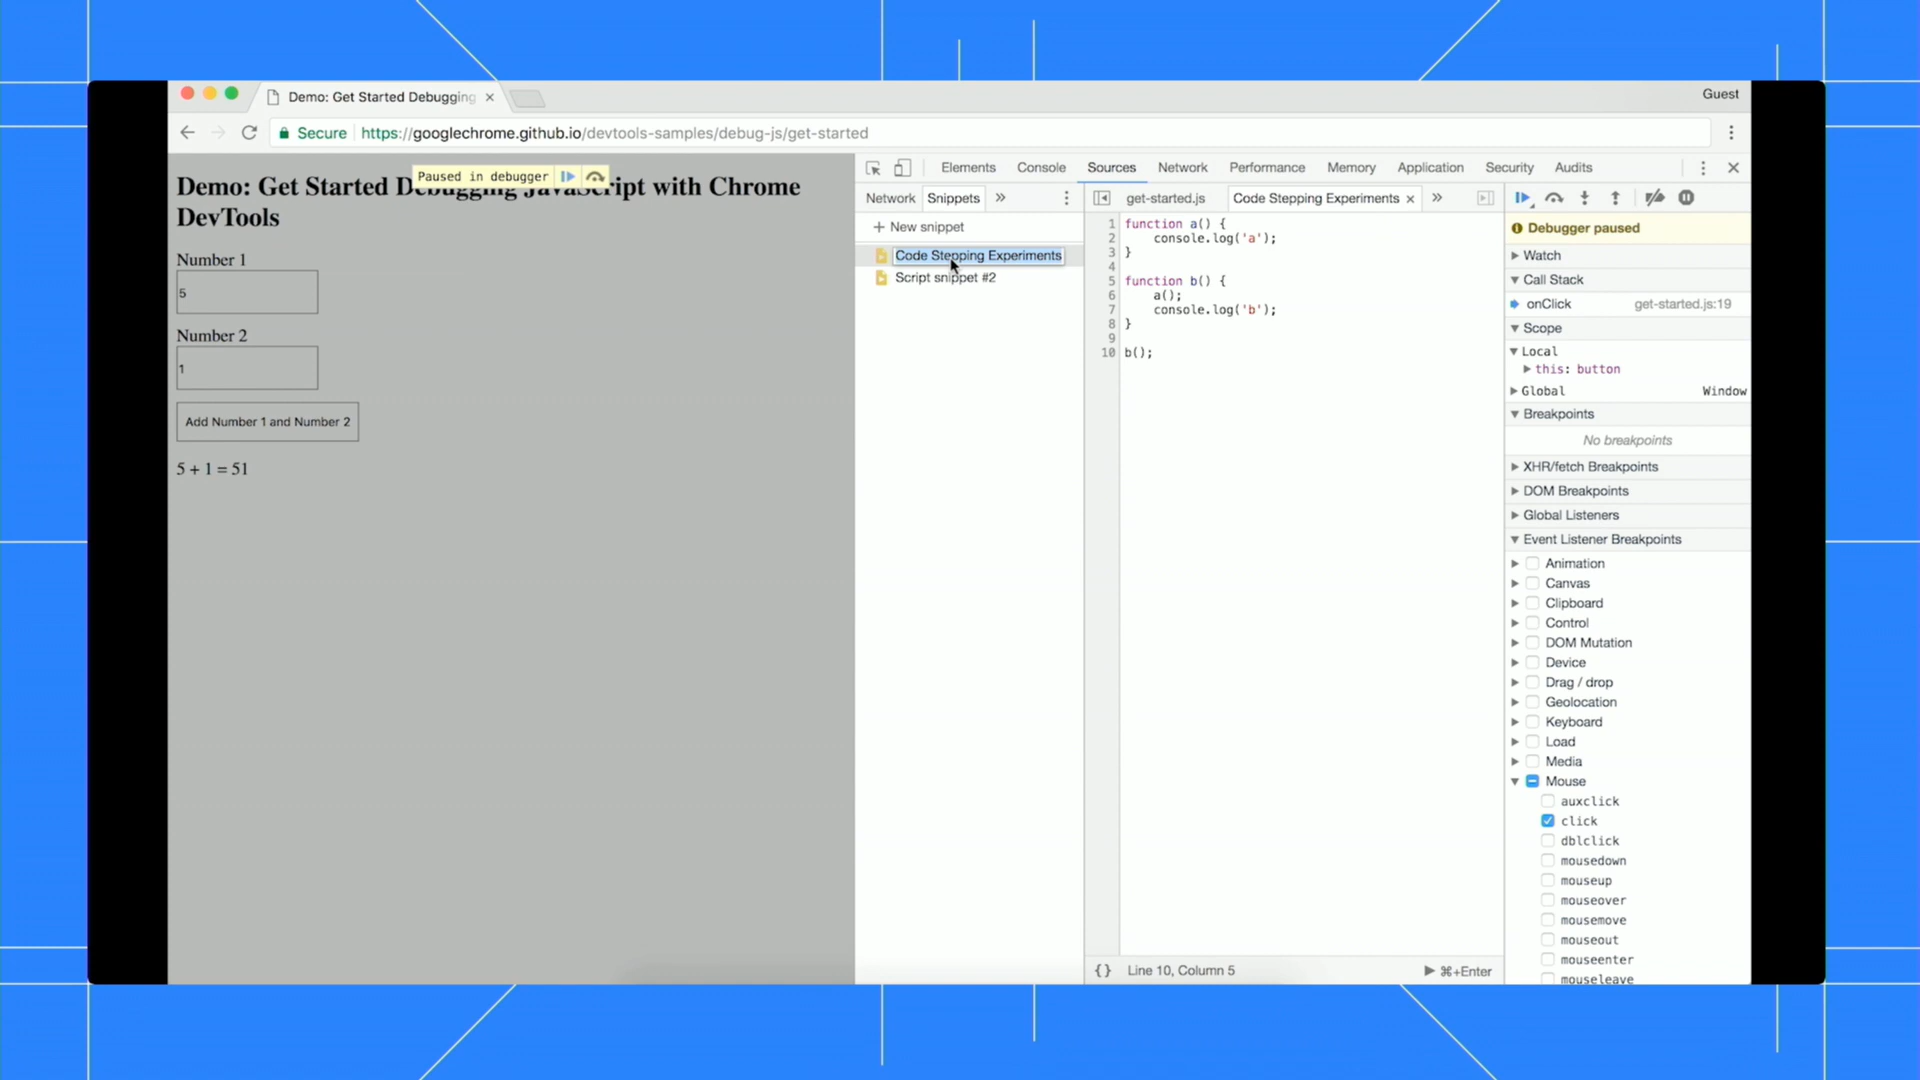 Demo: Get Started Debugging
Guest
Secure
https://googlechrome.github.io/devtools-samples/debug-js/get-started
Paused in debugger
Demo: Get Started Debugging JavaScript with Chrome
DevTools
Number 1
5
Number 2
1
Add Number 1 and Number 2
5 + 1 = 51
Elements Console Sources Network Performance Memory Application Security Audits
Network Snippets »
+ New snippet
Code Stepping Experiments
Script snippet #2
get-started.js Code Stepping Experiments × »
1 function a() {
2 console.log('a');
3 }
4
5 function b() {
6 a();
7 console.log('b');
8 }
9
10 b();
{} Line 10, Column 5 ⌘+Enter
Debugger paused
Watch
Call Stack
onClick get-started.js:19
Scope
Local
this: button
Global Window
Breakpoints
No breakpoints
XHR/fetch Breakpoints
DOM Breakpoints
Global Listeners
Event Listener Breakpoints
Animation
Canvas
Clipboard
Control
DOM Mutation
Device
Drag / drop
Geolocation
Keyboard
Load
Media
Mouse
auxclick
click
dblclick
mousedown
mouseup
mouseover
mousemove
mouseout
mouseenter
mouseleave